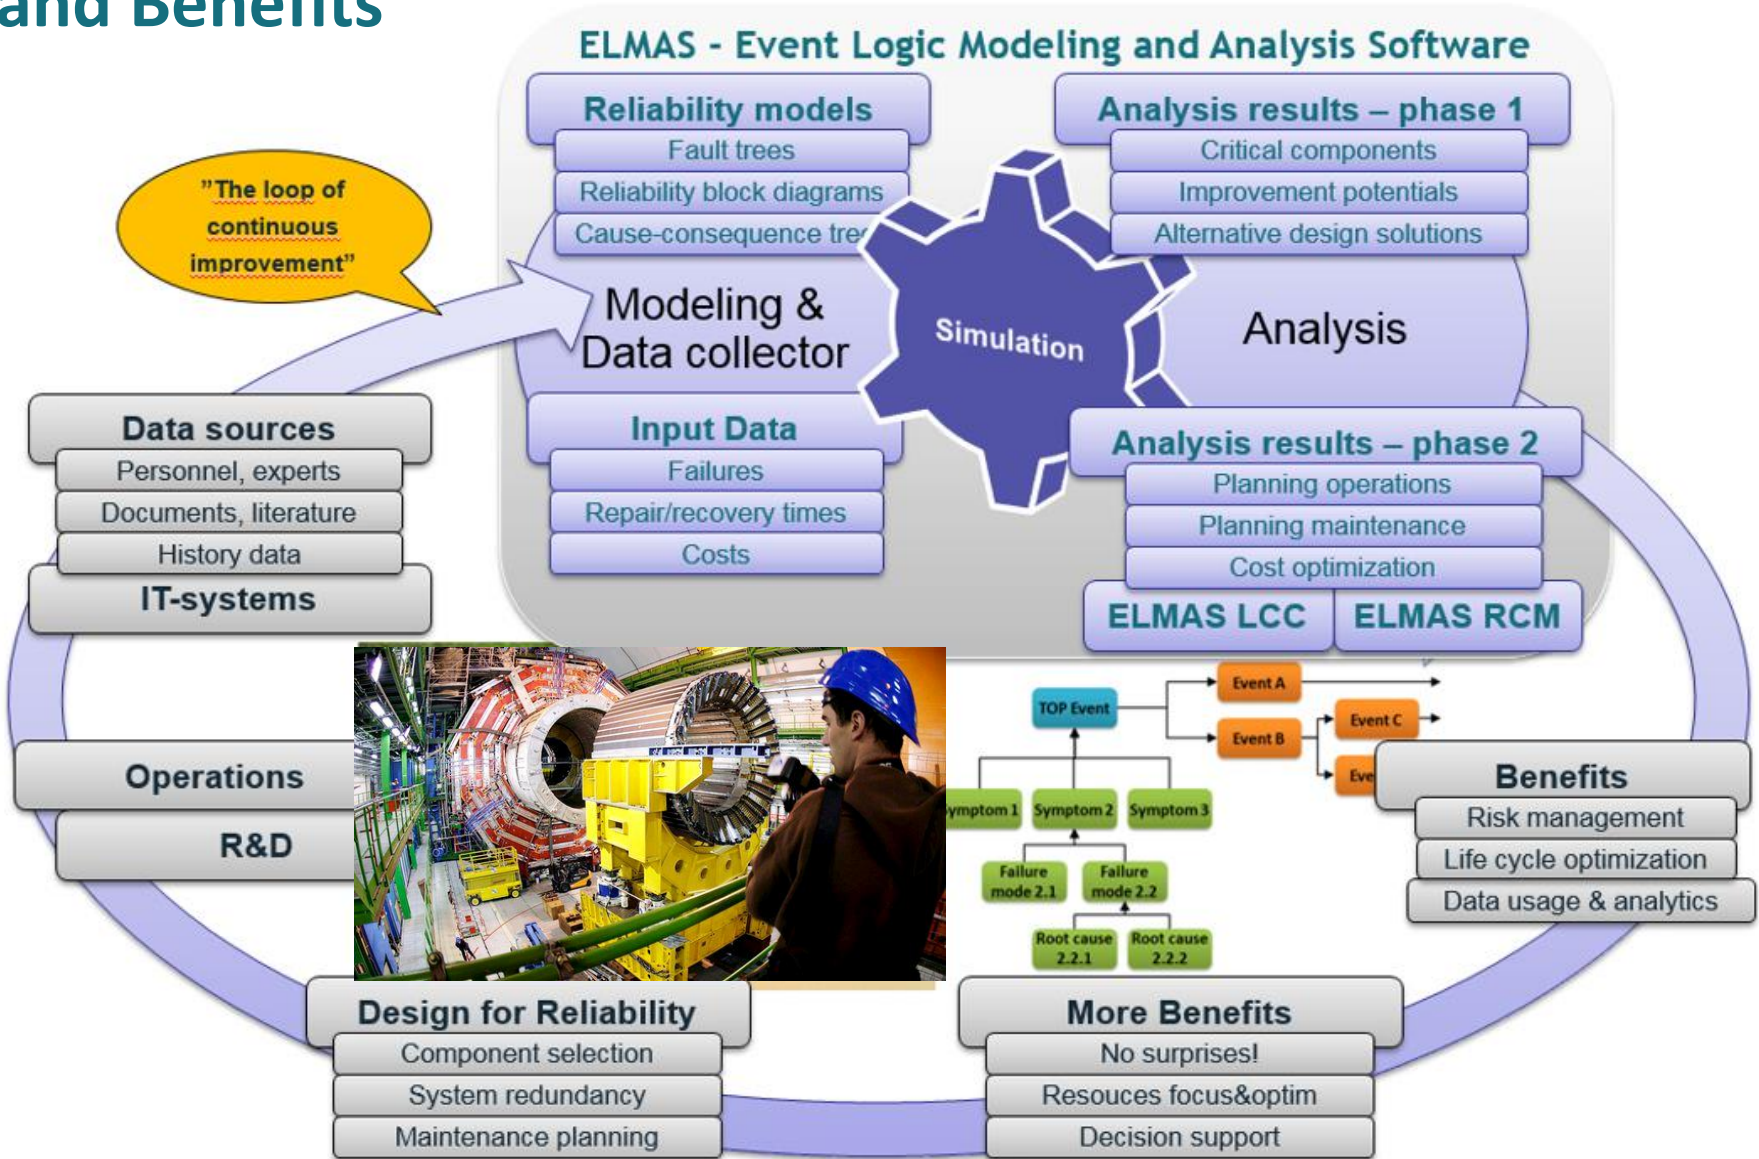 and Benefits
ELMAS - Event Logic Modeling and Analysis Software
Reliability models
Fault trees
Reliability block diagrams
Cause-consequence tree
Analysis results – phase 1
Critical components
Improvement potentials
Alternative design solutions
"The loop of
continuous
improvement"
Modeling &
Data collector
Simulation
Analysis
Data sources
Personnel, experts
Documents, literature
History data
IT-systems
Input Data
Failures
Repair/recovery times
Costs
Analysis results – phase 2
Planning operations
Planning maintenance
Cost optimization
ELMAS LCC
ELMAS RCM
TOP Event
Event A
Event B
Event C
Eve
Symptom 1
Symptom 2
Symptom 3
Failure
mode 2.1
Failure
mode 2.2
Root cause
2.2.1
Root cause
2.2.2
Operations
R&D
Benefits
Risk management
Life cycle optimization
Data usage & analytics
Design for Reliability
Component selection
System redundancy
Maintenance planning
More Benefits
No surprises!
Resouces focus&optim
Decision support